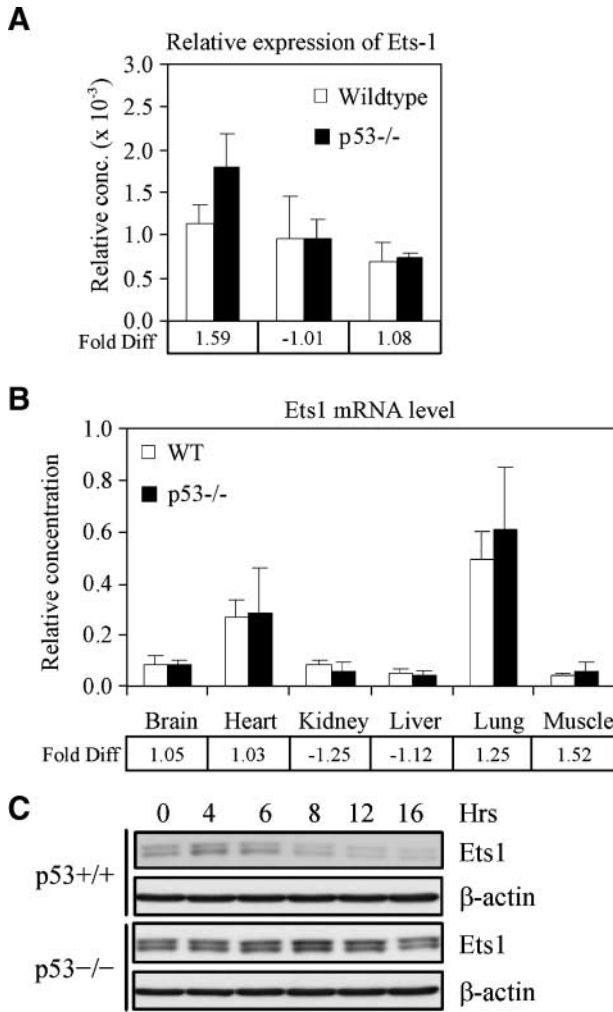 A
Relative expression of Ets-1
Relative conc. (x 10⁻³)
3.0
2.5
2.0
1.5
1.0
0.5
0.0
Wildtype
p53-/-
Fold Diff 1.59 -1.01 1.08
B
Ets1 mRNA level
Relative concentration
1.0
0.8
0.6
0.4
0.2
0.0
WT
p53-/-
Brain Heart Kidney Liver Lung Muscle
Fold Diff 1.05 1.03 -1.25 -1.12 1.25 1.52
C
0 4 6 8 12 16 Hrs
p53+/+
Ets1
β-actin
p53−/−
Ets1
β-actin